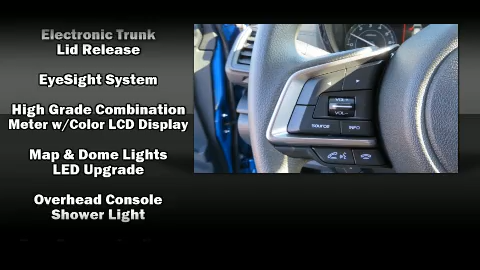 Electronic Trunk
Lid Release
EyeSight System
High Grade Combination
Meter w/Color LCD Display
Map & Dome Lights
LED Upgrade
Overhead Console
Shower Light
VOL +
VOL -
SOURCE
INFO